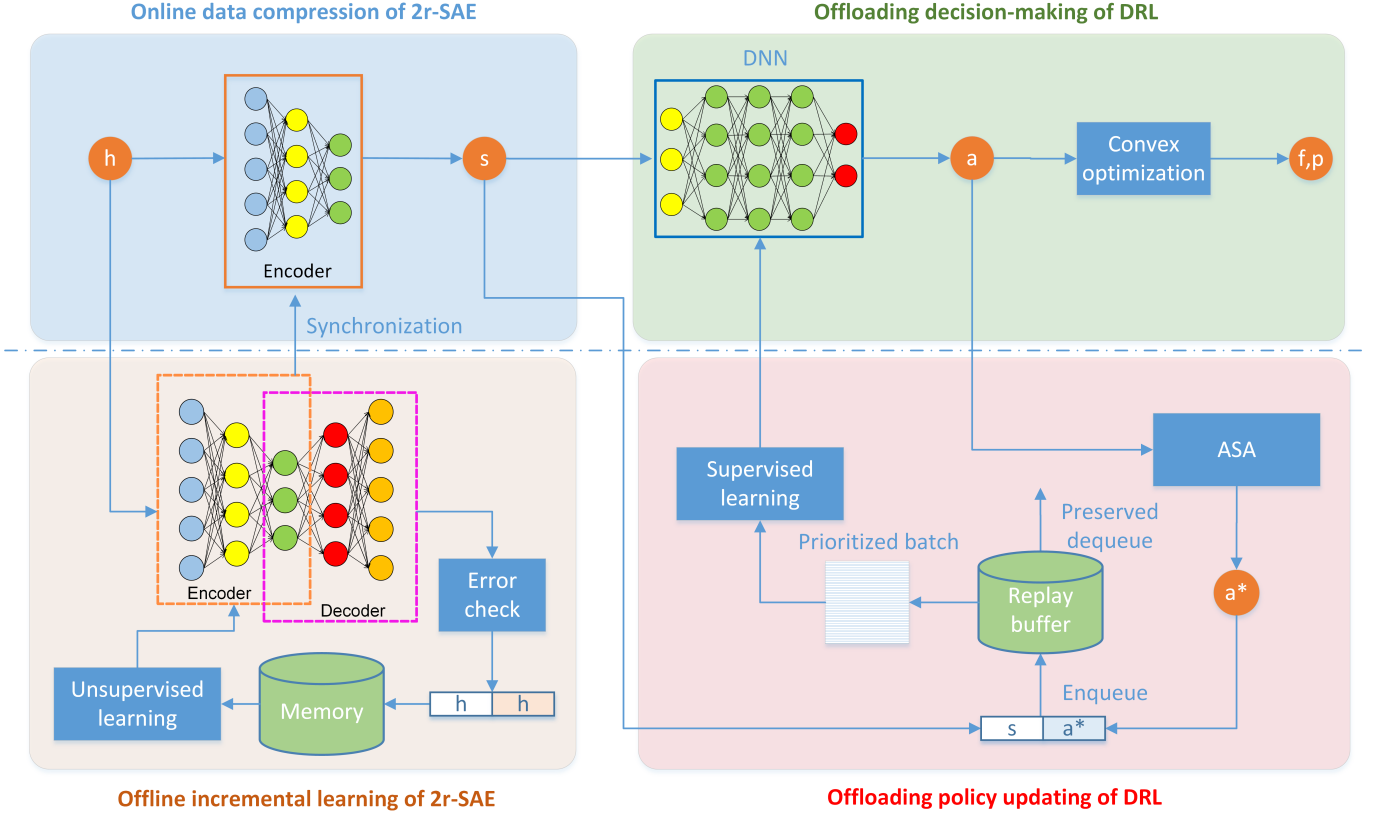 Online data compression of 2r-SAE
Offloading decision-making of DRL
DNN
h
Encoder
s
a
Convex
optimization
f,p
Synchronization
Encoder
Decoder
Error
check
h h
Memory
Unsupervised
learning
Supervised
learning
Prioritized batch
Replay
buffer
Preserved
dequeue
ASA
a*
Enqueue
s a*
Offline incremental learning of 2r-SAE
Offloading policy updating of DRL